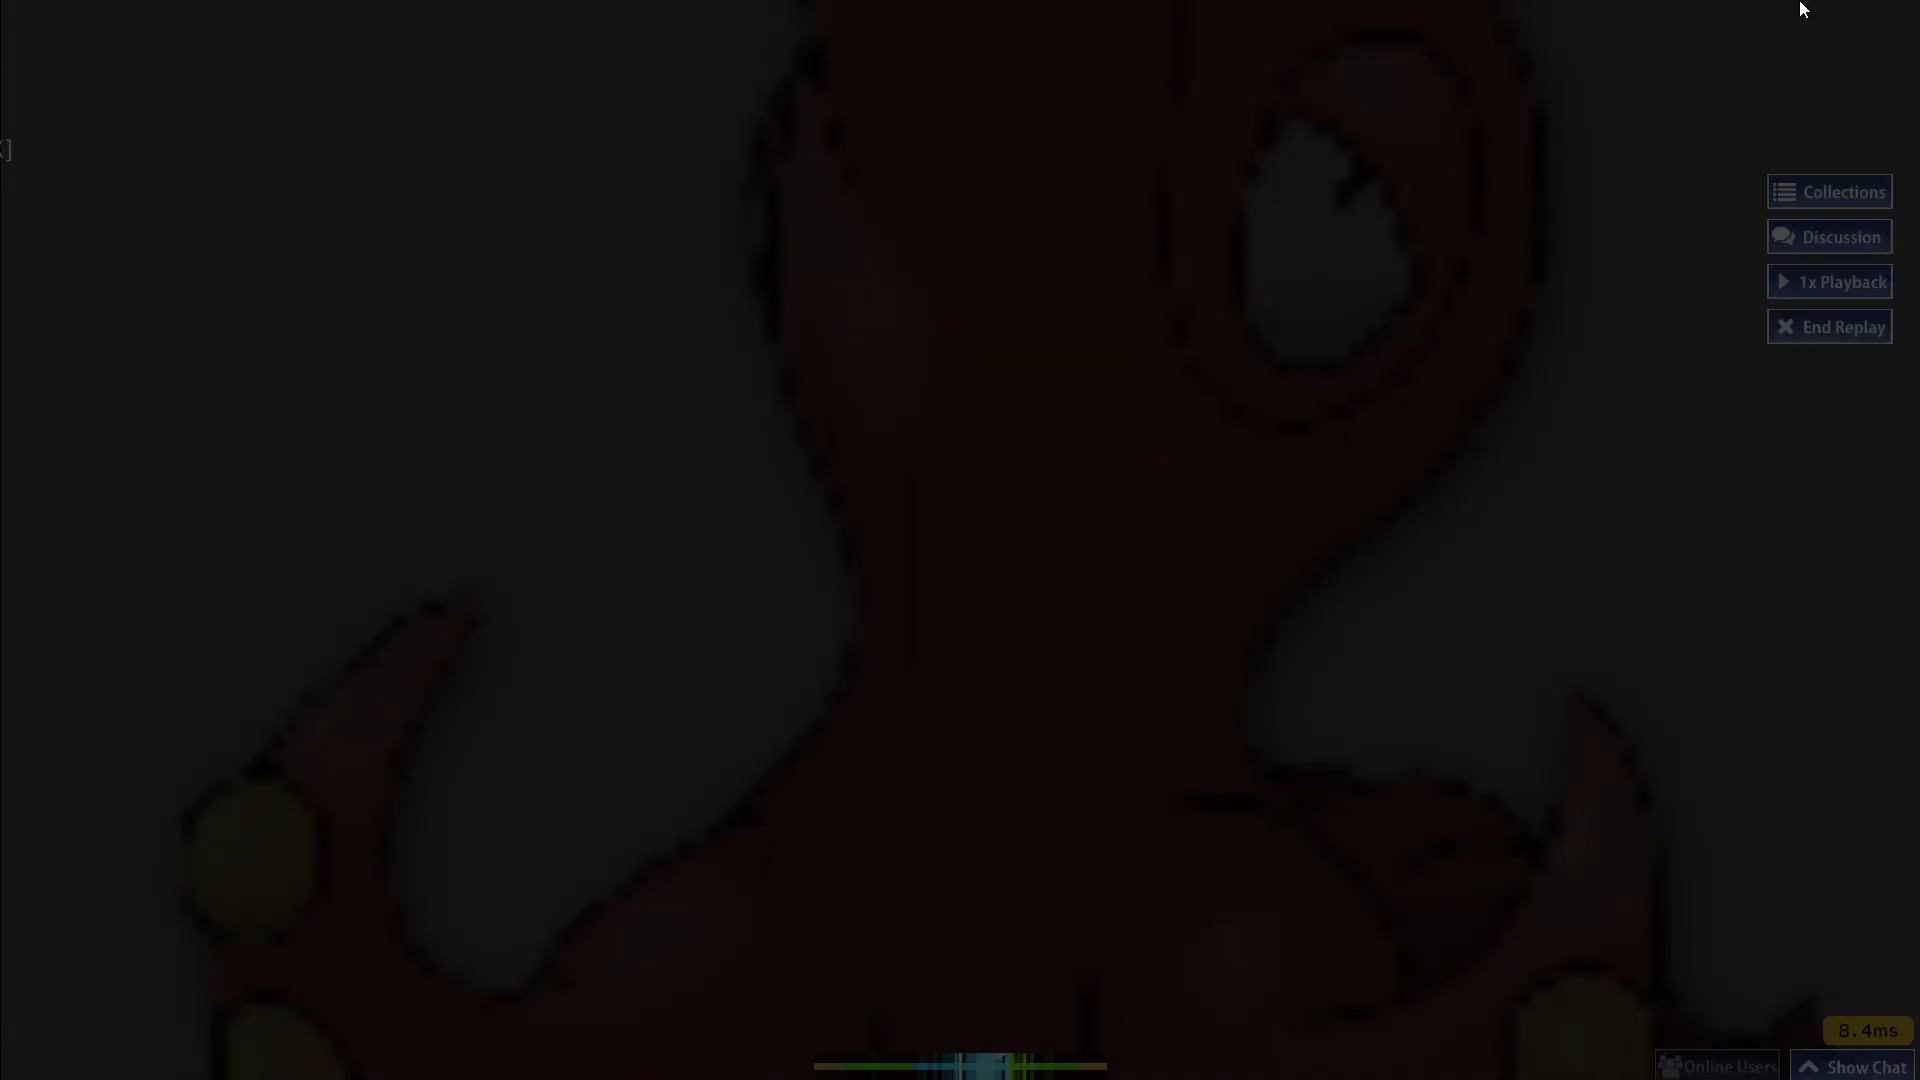 ]
Collections
Discussion
1x Playback
End Replay
8.4ms
Online Users
Show Chat